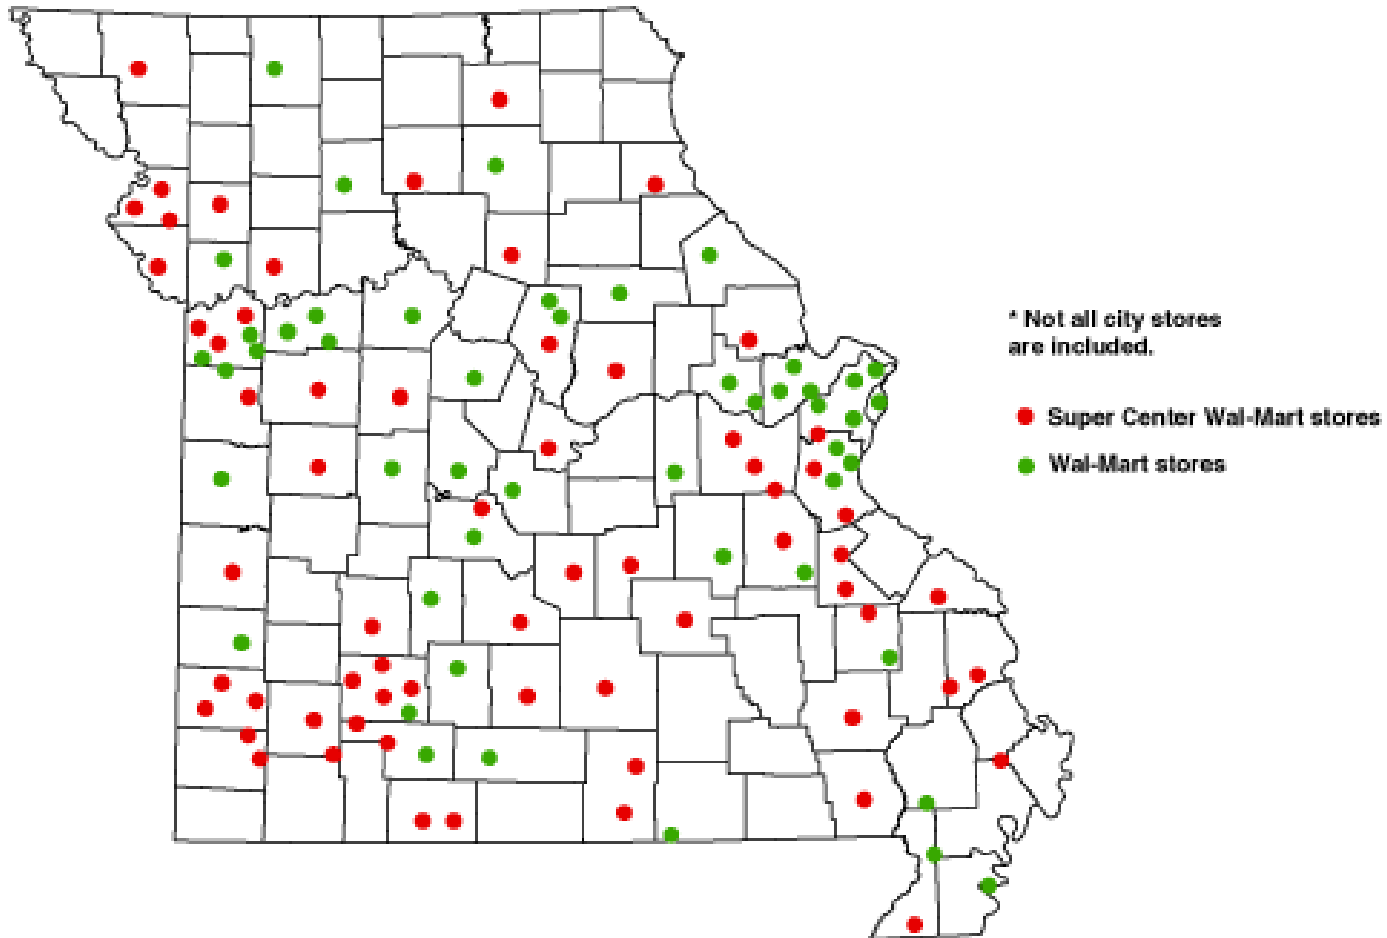 * Not all city stores
are included.
Super Center Wal-Mart stores
Wal-Mart stores